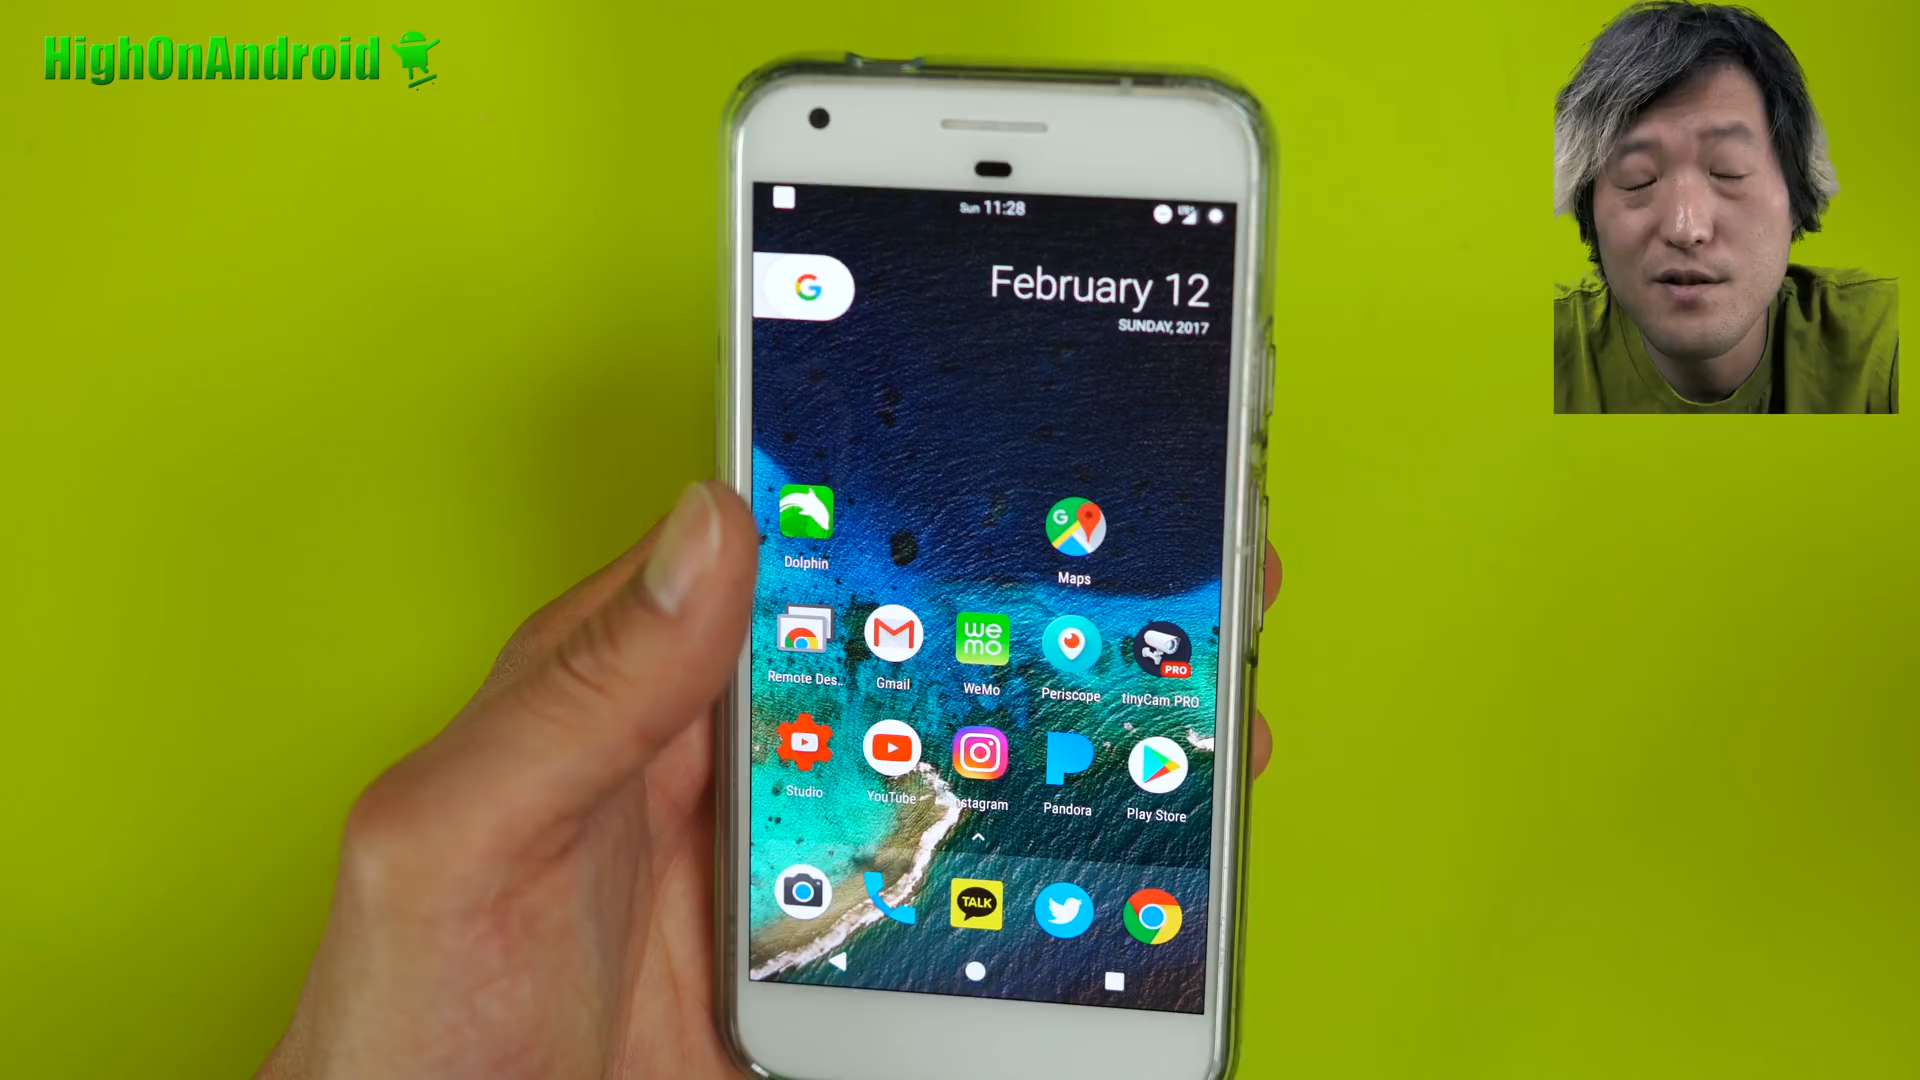 HighOnAndroid
Sun 11:28
G
February 12
SUNDAY, 2017
Dolphin
G
Maps
we
mo
PRO
Remote Des..
Gmail
WeMo
Periscope
tinyCam PRO
Studio
YouTube
Instagram
Pandora
Play Store
TALK